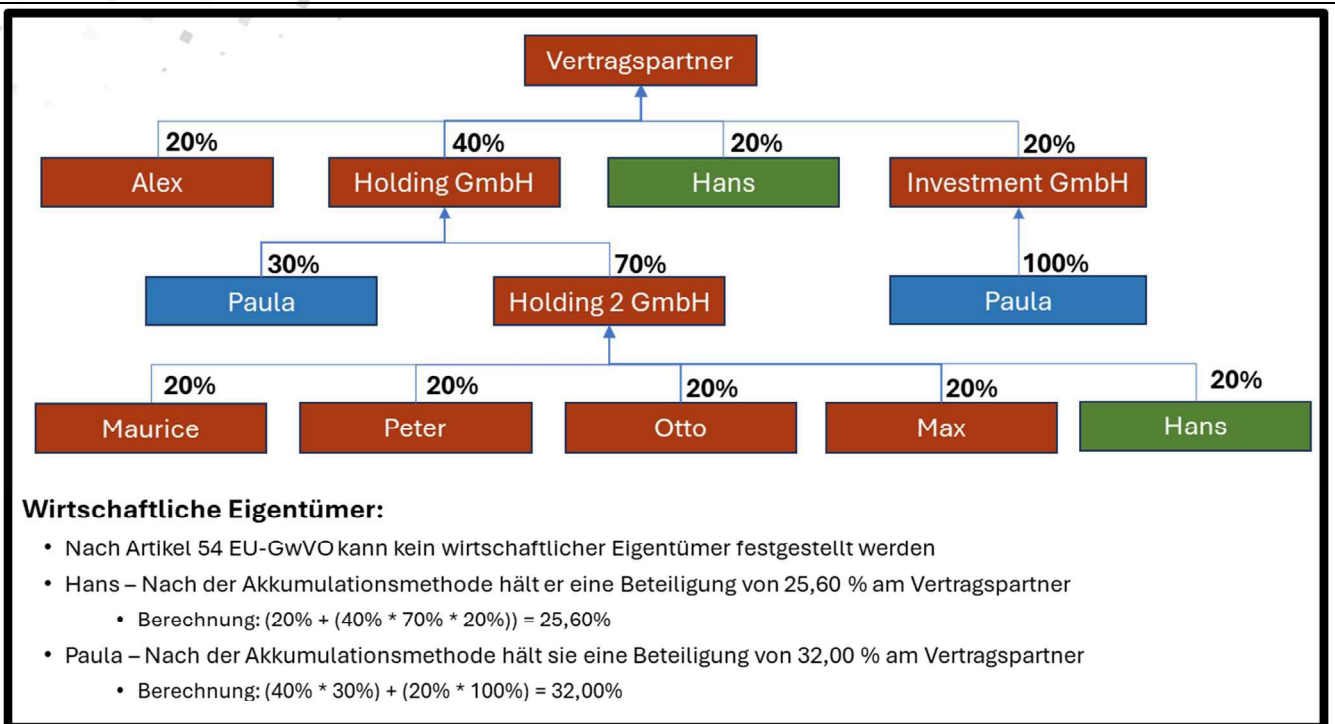 Vertragspartner
20%
40%
20%
20%
Alex
Holding GmbH
Hans
Investment GmbH
30%
70%
100%
Paula
Holding 2 GmbH
Paula
20%
20%
20%
20%
20%
Maurice
Peter
Otto
Max
Hans
Wirtschaftliche Eigentümer:
• Nach Artikel 54 EU-GwVO kann kein wirtschaftlicher Eigentümer festgestellt werden
• Hans – Nach der Akkumulationsmethode hält er eine Beteiligung von 25,60 % am Vertragspartner
• Berechnung: (20% + (40% * 70% * 20%)) = 25,60%
• Paula – Nach der Akkumulationsmethode hält sie eine Beteiligung von 32,00 % am Vertragspartner
• Berechnung: (40% * 30%) + (20% * 100%) = 32,00%